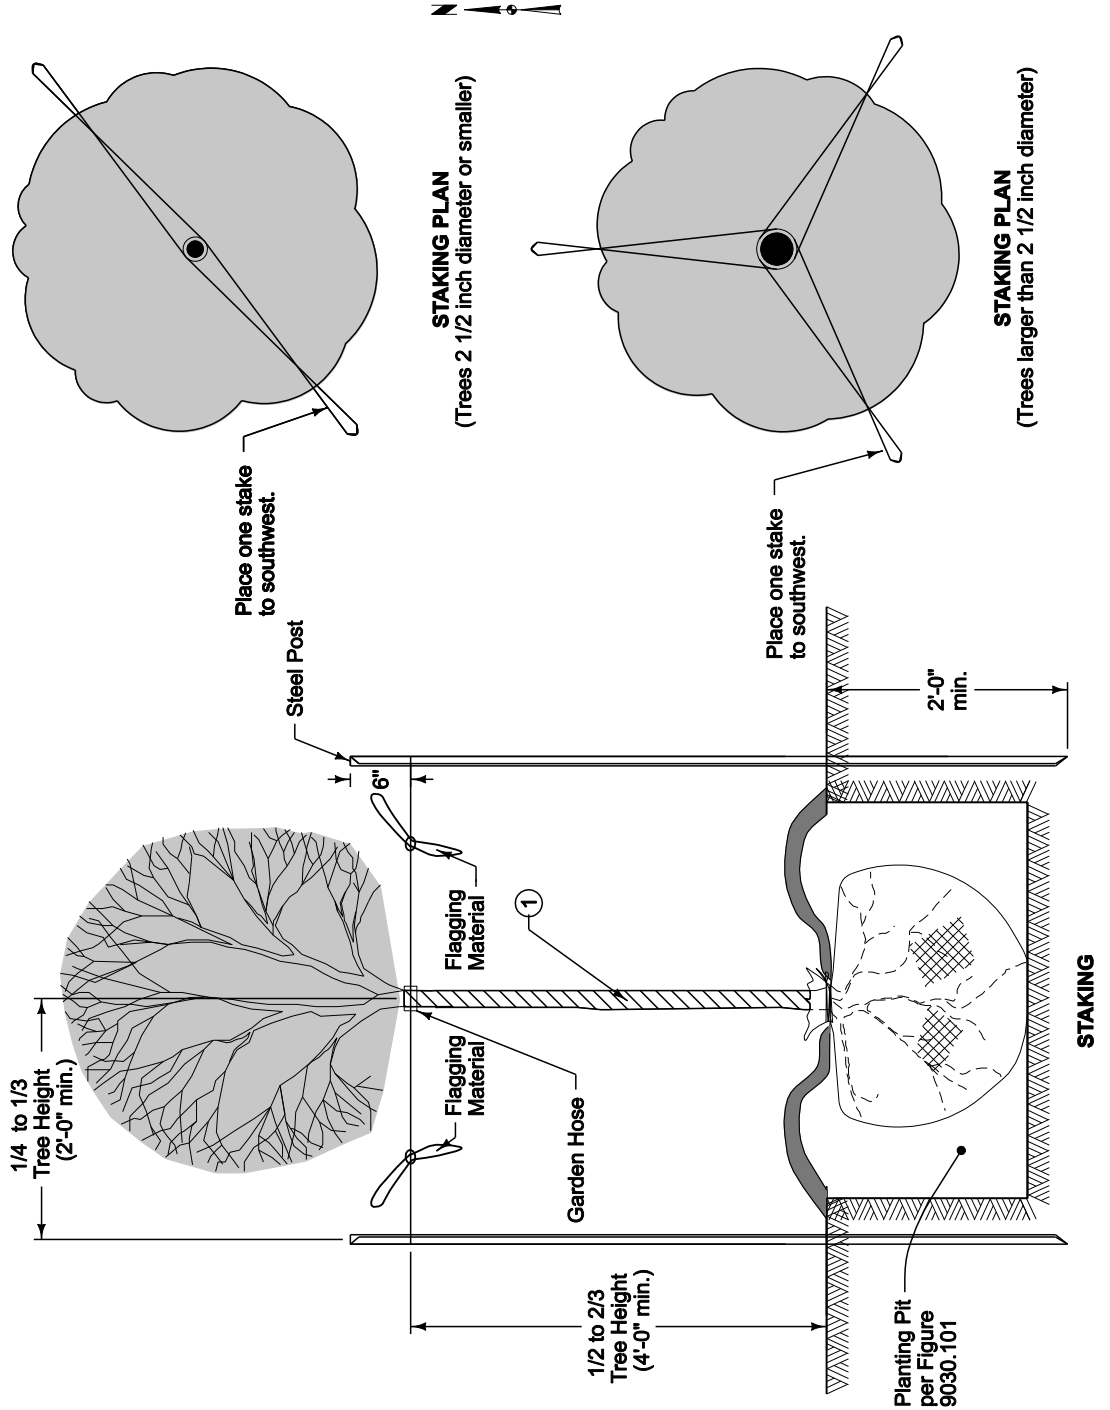 N
STAKING PLAN
(Trees 2 1/2 inch diameter or smaller)
Place one stake
to southwest.
STAKING PLAN
(Trees larger than 2 1/2 inch diameter)
Place one stake
to southwest.
1/4 to 1/3
Tree Height
(2'-0" min.)
Steel Post
6"
Flagging
Material
Flagging
Material
1
Garden Hose
1/2 to 2/3
Tree Height
(4'-0" min.)
2'-0"
min.
Planting Pit
per Figure
9030.101
STAKING